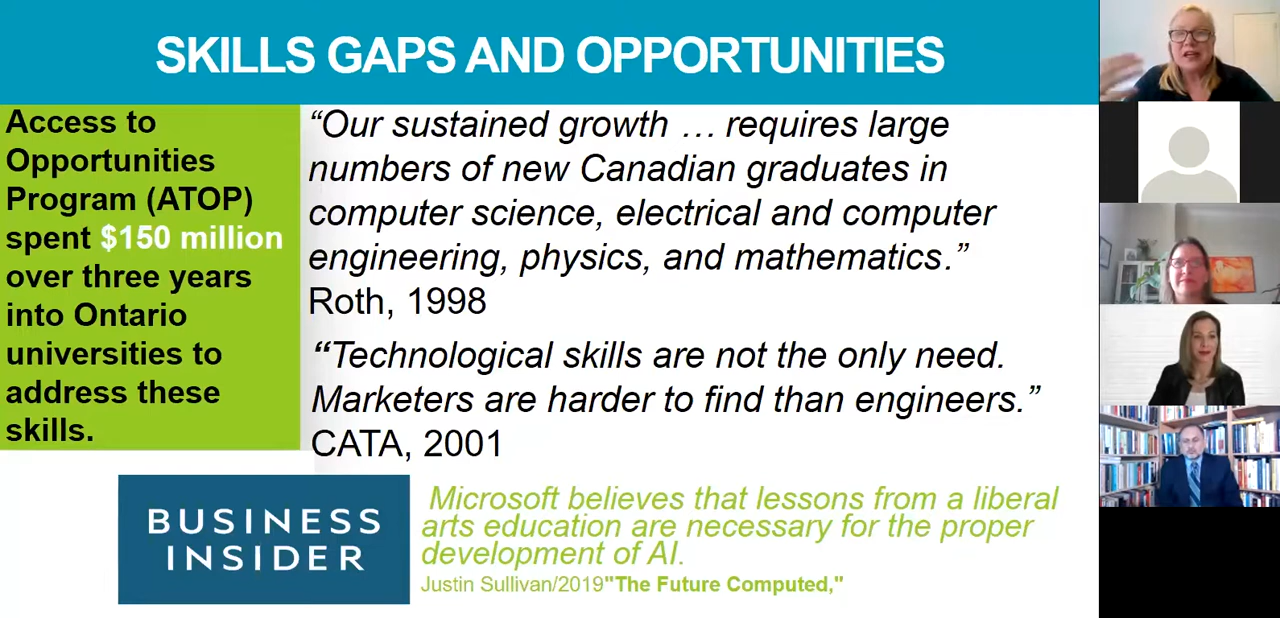 SKILLS GAPS AND OPPORTUNITIES
Access to
Opportunities
Program (ATOP)
spent $150 million
over three years
into Ontario
universities to
address these
skills.
“Our sustained growth … requires large
numbers of new Canadian graduates in
computer science, electrical and computer
engineering, physics, and mathematics.”
Roth, 1998
“Technological skills are not the only need.
Marketers are harder to find than engineers.”
CATA, 2001
BUSINESS
INSIDER
Microsoft believes that lessons from a liberal
arts education are necessary for the proper
development of AI.
Justin Sullivan/2019"The Future Computed,"